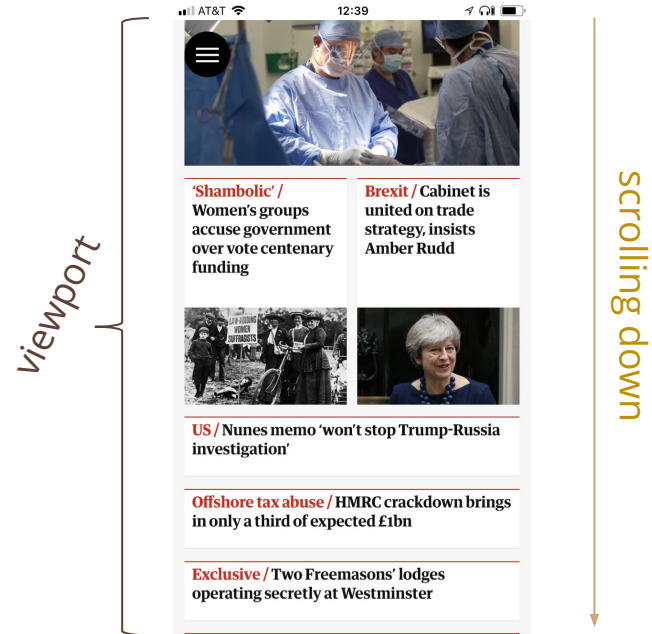 AT&T 12:39
viewport
scrolling down
‘Shambolic’ /
Women’s groups
accuse government
over vote centenary
funding
Brexit / Cabinet is
united on trade
strategy, insists
Amber Rudd
LAW-ABIDING
WOMEN
SUFFRAGISTS
US / Nunes memo ‘won’t stop Trump-Russia
investigation’
Offshore tax abuse / HMRC crackdown brings
in only a third of expected £1bn
Exclusive / Two Freemasons’ lodges
operating secretly at Westminster